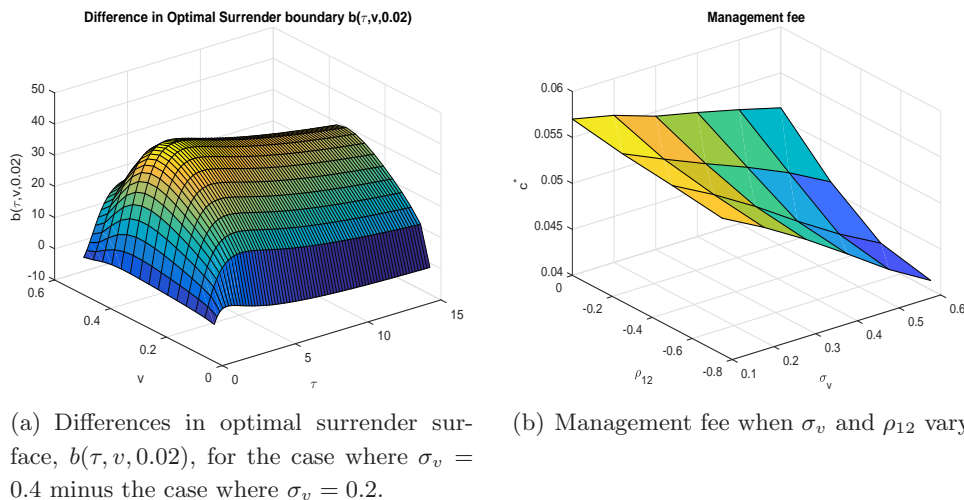 Difference in Optimal Surrender boundary b(τ,v,0.02)
50
40
30
20
10
0
-10
b(τ,v,0.02)
0.6
0.4
0.2
0
v
0
5
10
15
τ
Management fee
0.06
0.055
0.05
0.045
0.04
c*
0
-0.2
-0.4
-0.6
-0.8
ρ12
0.1
0.2
0.3
0.4
0.5
0.6
σv
(a) Differences in optimal surrender sur-
face, b(τ, v, 0.02), for the case where σv =
0.4 minus the case where σv = 0.2.
(b) Management fee when σv and ρ12 vary